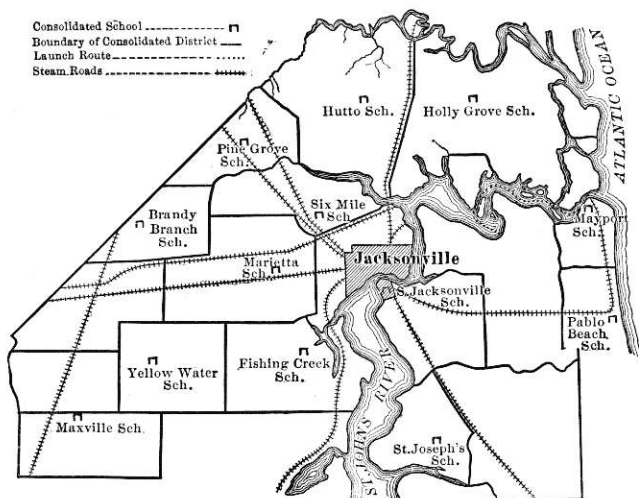 Consolidated School
Boundary of Consolidated District
Launch Route
Steam Roads
ATLANTIC OCEAN
Hutto Sch.
Holly Grove Sch.
Pine Grove
Sch.
Six Mile
Sch.
Brandy
Branch
Sch.
Mayport
Sch.
Jacksonville
Marietta
Sch.
S. Jacksonville
Sch.
Pablo
Beach
Sch.
Yellow Water
Sch.
Fishing Creek
Sch.
ST. JOHNS RIVER
Maxville Sch.
St. Joseph's
Sch.